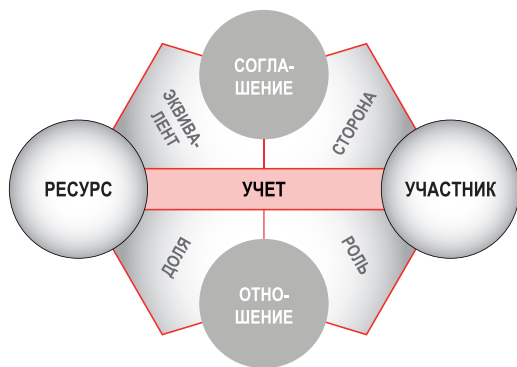 СОГЛА-
ШЕНИЕ
ЭКВИВА-
ЛЕНТ
СТОРОНА
РЕСУРС
УЧЕТ
УЧАСТНИК
ДОЛЯ
РОЛЬ
ОТНО-
ШЕНИЕ